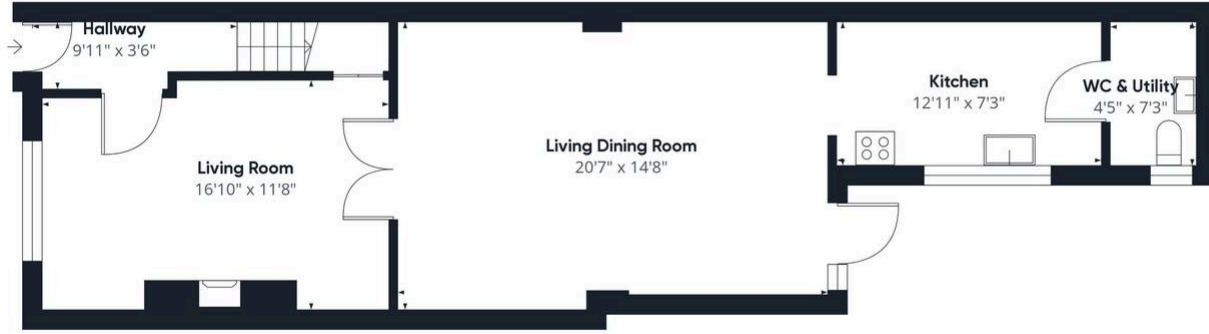 Hallway
9'11" x 3'6"
Living Room
16'10" x 11'8"
Living Dining Room
20'7" x 14'8"
Kitchen
12'11" x 7'3"
WC & Utility
4'5" x 7'3"